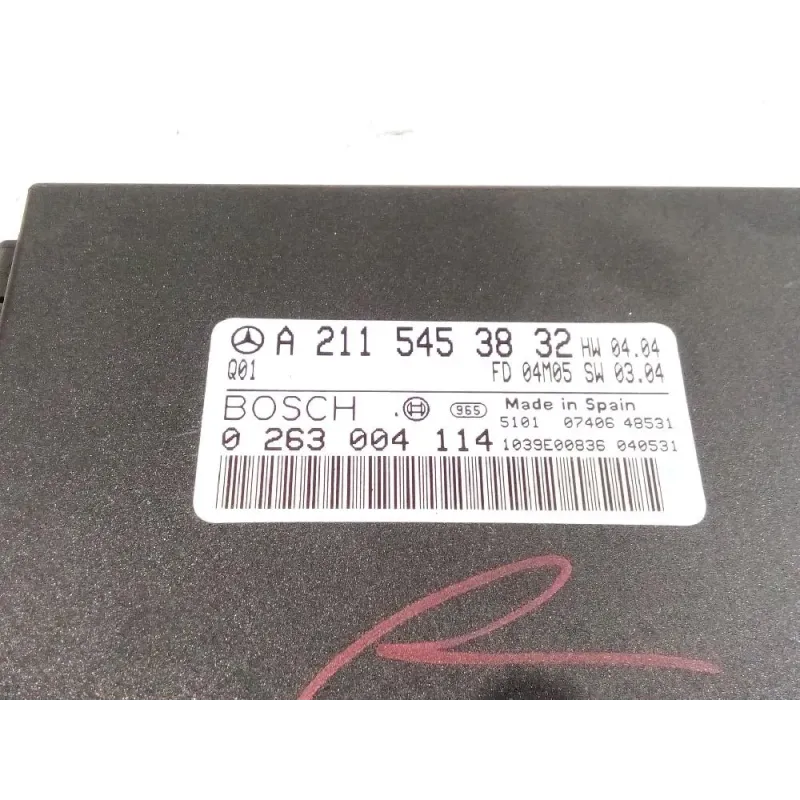 A 211 545 38 32 HW 04.04
Q01 FD 04M05 SW 03.04
BOSCH 965 Made in Spain
5101 07406 48531
0 263 004 114 1039E00836 040531